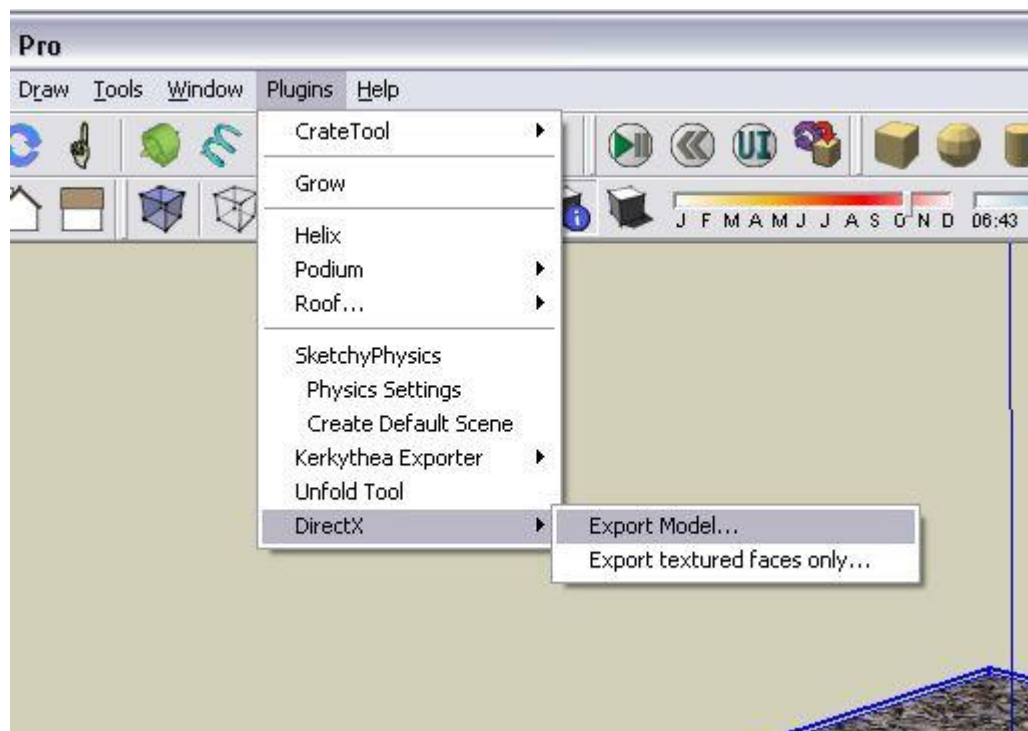 Pro
Draw Tools Window Plugins Help
CrateTool
UI
Grow
J F M A M J J A S O N D 06:43
Helix
Podium
Roof...
SketchyPhysics
Physics Settings
Create Default Scene
Kerkythea Exporter
Unfold Tool
DirectX Export Model...
Export textured faces only...